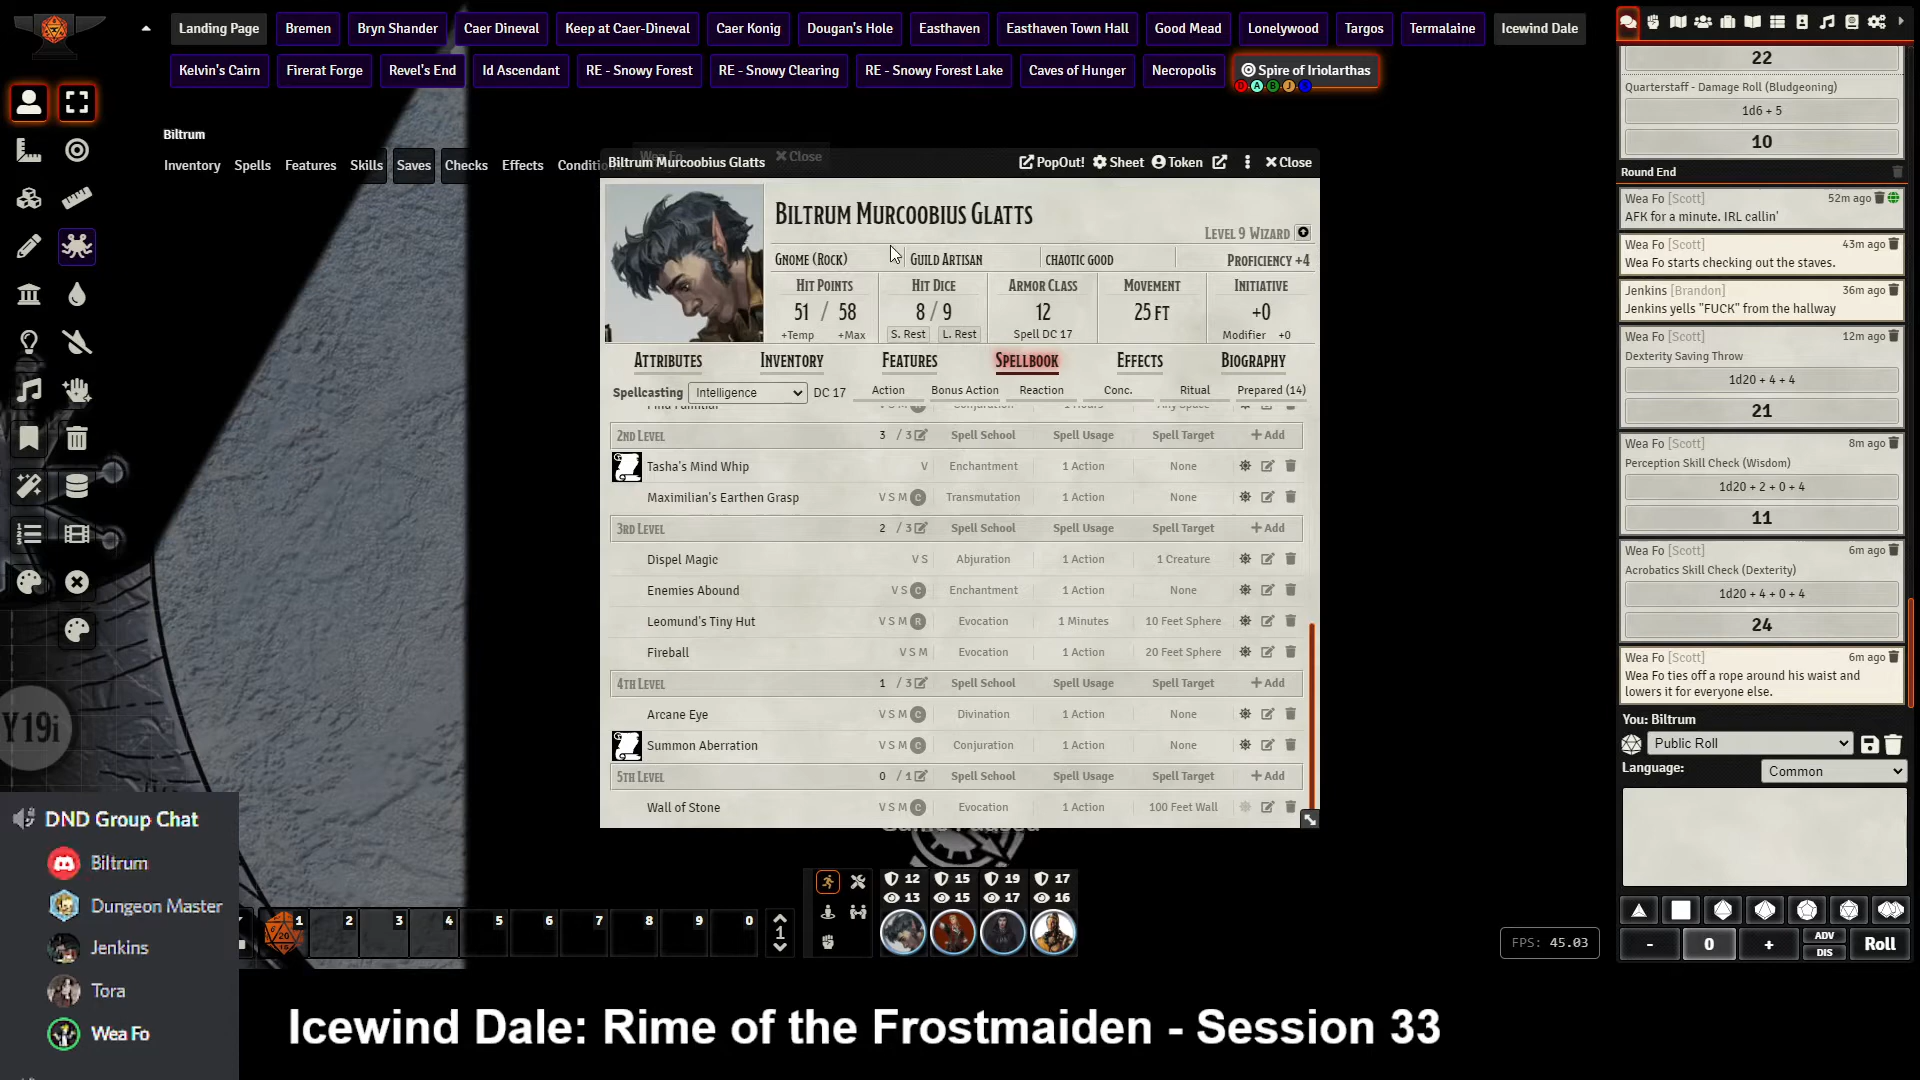 Landing Page Bremen Bryn Shander Caer Dineval Keep at Caer-Dineval Caer Konig Dougan's Hole Easthaven Easthaven Town Hall Good Mead Lonelywood Targos Termalaine Icewind Dale
Kelvin's Cairn Firerat Forge Revel's End Id Ascendant RE - Snowy Forest RE - Snowy Clearing RE - Snowy Forest Lake Caves of Hunger Necropolis Spire of Iriolarthas
D A B J
Biltrum
Inventory Spells Features Skills Saves Checks Effects
Wea Fo Close
Biltrum Murcoobius Glatts PopOut! Sheet Token Close
Biltrum Murcoobius Glatts
Level 9 Wizard
Gnome (Rock) Guild Artisan Chaotic Good Proficiency +4
Hit Points Hit Dice Armor Class Movement Initiative
51 / 58 8 / 9 12 25 ft +0
+Temp +Max S. Rest L. Rest Spell DC 17 Modifier +0
Attributes Inventory Features Spellbook Effects Biography
Spellcasting Intelligence DC 17 Action Bonus Action Reaction Conc. Ritual Prepared (14)
2nd Level 3 / 3 Spell School Spell Usage Spell Target + Add
Tasha's Mind Whip V Enchantment 1 Action None
Maximilian's Earthen Grasp V S M C Transmutation 1 Action None
3rd Level 2 / 3 Spell School Spell Usage Spell Target + Add
Dispel Magic V S Abjuration 1 Action 1 Creature
Enemies Abound V S C Enchantment 1 Action None
Leomund's Tiny Hut V S M R Evocation 1 Minutes 10 Feet Sphere
Fireball V S M Evocation 1 Action 20 Feet Sphere
4th Level 1 / 3 Spell School Spell Usage Spell Target + Add
Arcane Eye V S M C Divination 1 Action None
Summon Aberration V S M C Conjuration 1 Action None
5th Level 0 / 1 Spell School Spell Usage Spell Target + Add
Wall of Stone V S M C Evocation 1 Action 100 Feet Wall
Y19i
DND Group Chat
Biltrum
Dungeon Master
Jenkins
Tora
Wea Fo
1 2 3 4 5 6 7 8 9 0
20
1
12 15 19 17
13 15 17 16
FPS: 45.03
22
Quarterstaff - Damage Roll (Bludgeoning)
1d6 + 5
10
Round End
Wea Fo [Scott] 52m ago
AFK for a minute. IRL callin'
Wea Fo [Scott] 43m ago
Wea Fo starts checking out the staves.
Jenkins [Brandon] 36m ago
Jenkins yells "FUCK" from the hallway
Wea Fo [Scott] 12m ago
Dexterity Saving Throw
1d20 + 4 + 4
21
Wea Fo [Scott] 8m ago
Perception Skill Check (Wisdom)
1d20 + 2 + 0 + 4
11
Wea Fo [Scott] 6m ago
Acrobatics Skill Check (Dexterity)
1d20 + 4 + 0 + 4
24
Wea Fo [Scott] 6m ago
Wea Fo ties off a rope around his waist and
lowers it for everyone else.
You: Biltrum
Public Roll
Language: Common
- 0 + ADV DIS Roll
Icewind Dale: Rime of the Frostmaiden - Session 33